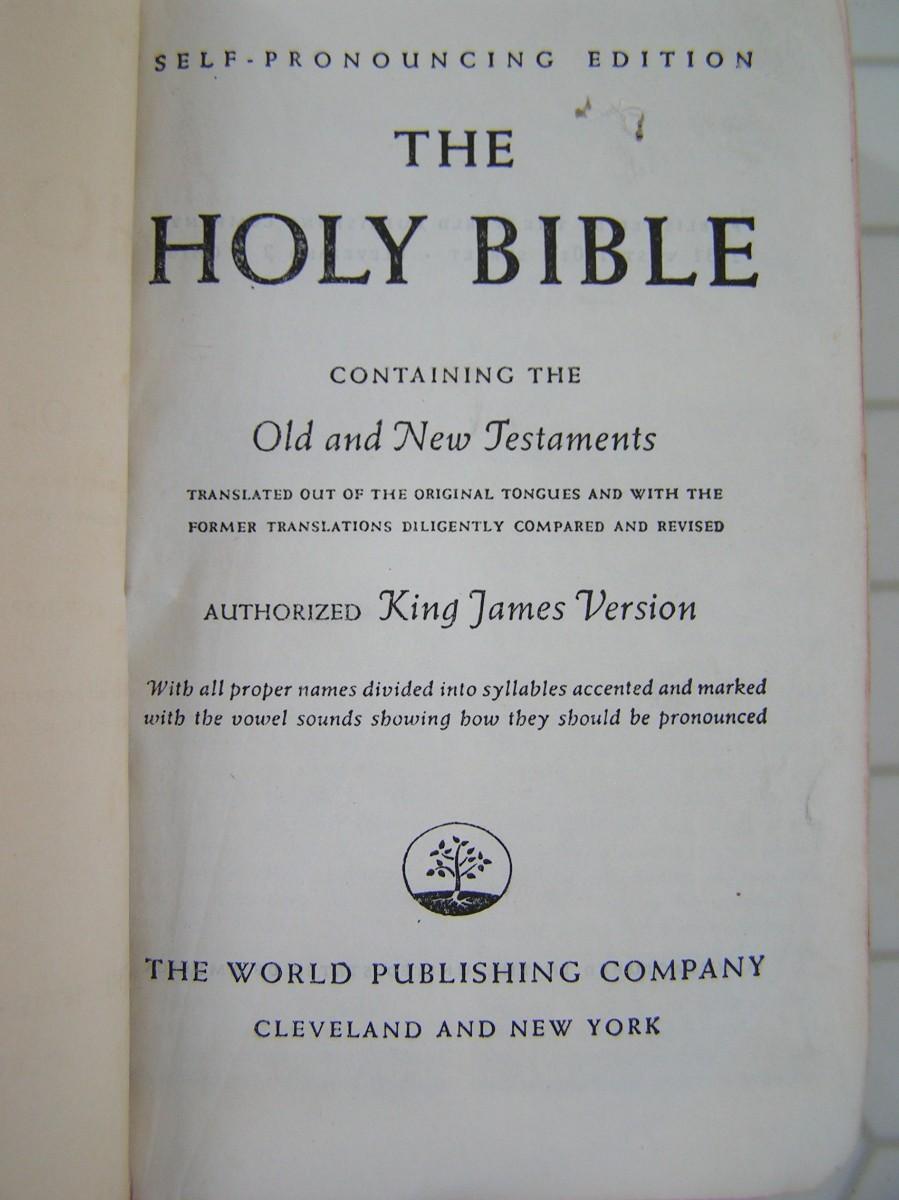 SELF-PRONOUNCING EDITION
THE
HOLY BIBLE
CONTAINING THE
Old and New Testaments
TRANSLATED OUT OF THE ORIGINAL TONGUES AND WITH THE
FORMER TRANSLATIONS DILIGENTLY COMPARED AND REVISED
AUTHORIZED King James Version
With all proper names divided into syllables accented and marked
with the vowel sounds showing how they should be pronounced
THE WORLD PUBLISHING COMPANY
CLEVELAND AND NEW YORK